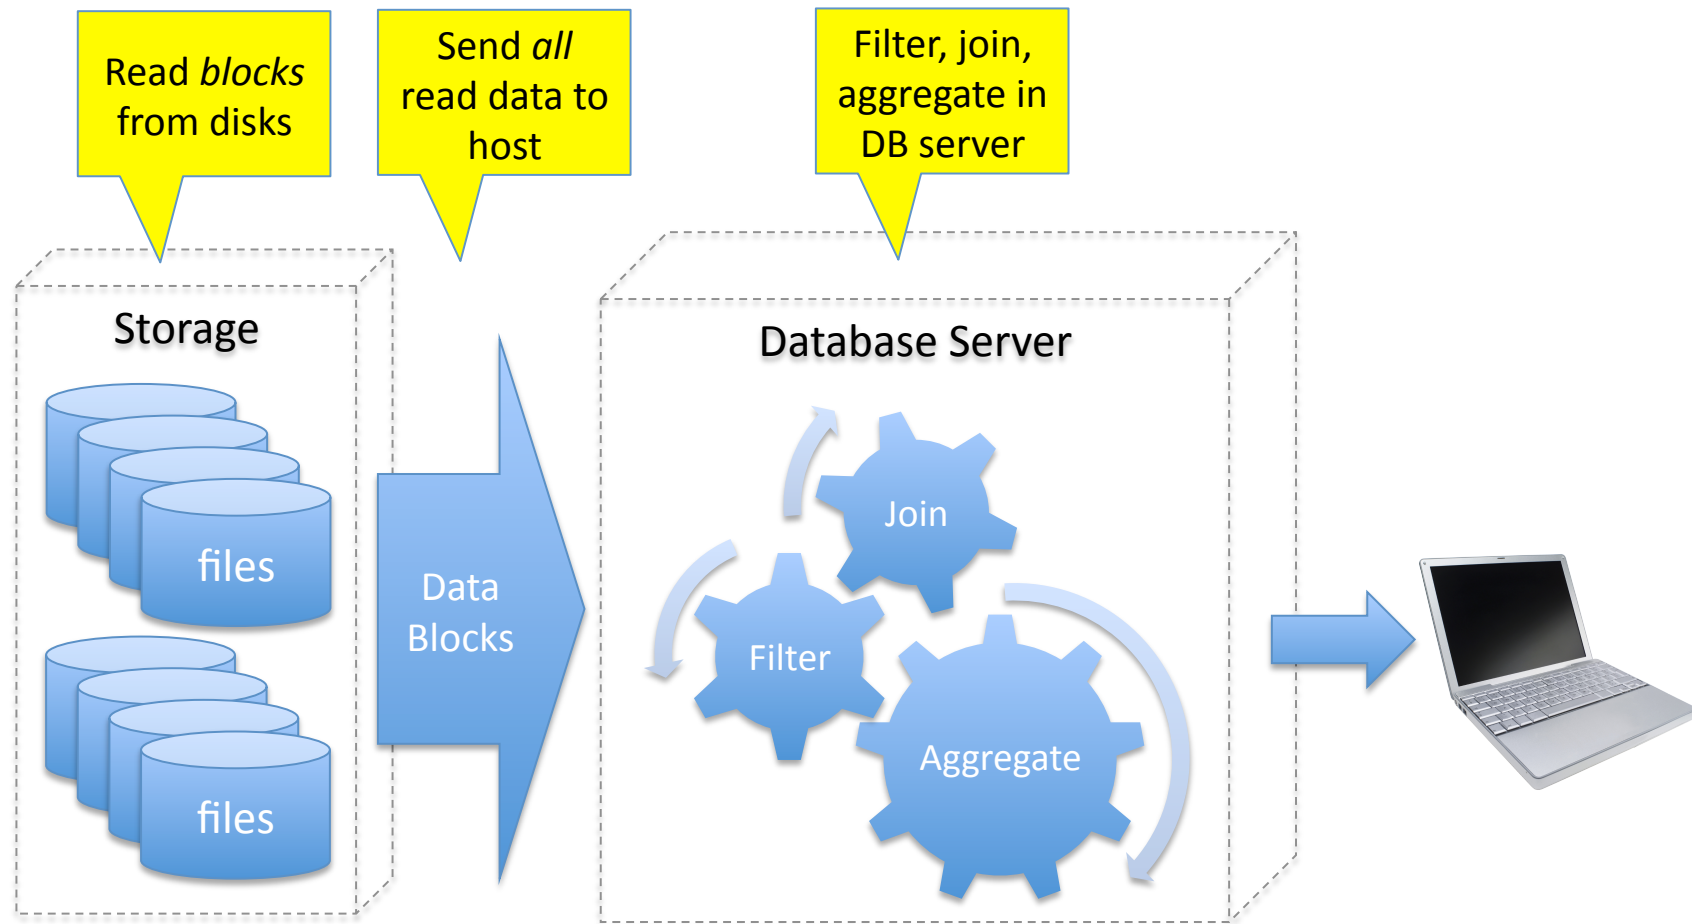 Read blocks
from disks
Send all
read data to
host
Filter, join,
aggregate in
DB server
Storage
files
files
Data
Blocks
Database Server
Join
Filter
Aggregate